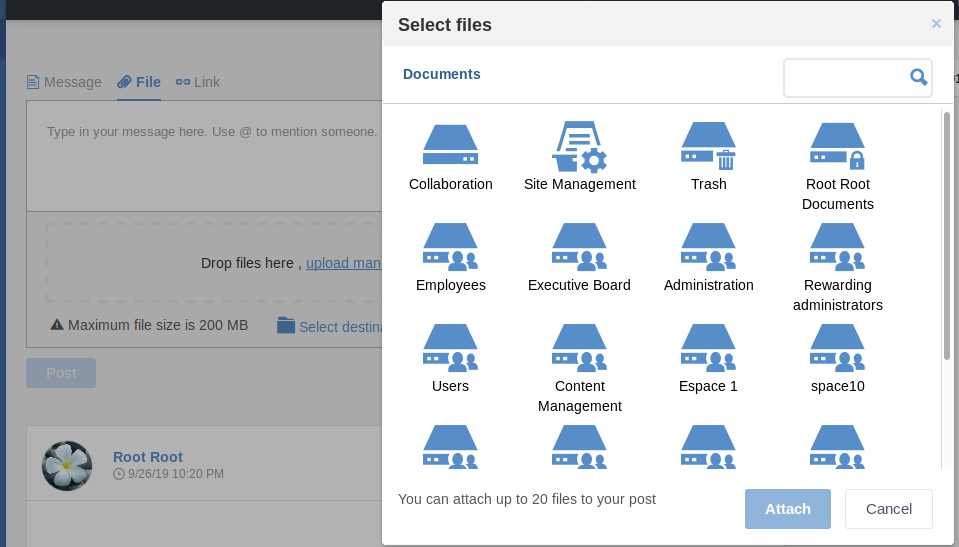 Select files
×
Message File Link
Documents
Type in your message here. Use @ to mention someone.
Collaboration Site Management Trash Root Root
Documents
Drop files here , upload man
Employees Executive Board Administration Rewarding
administrators
Maximum file size is 200 MB Select destina
Users Content Espace 1 space10
Management
Post
Root Root
9/26/19 10:20 PM
You can attach up to 20 files to your post Attach Cancel